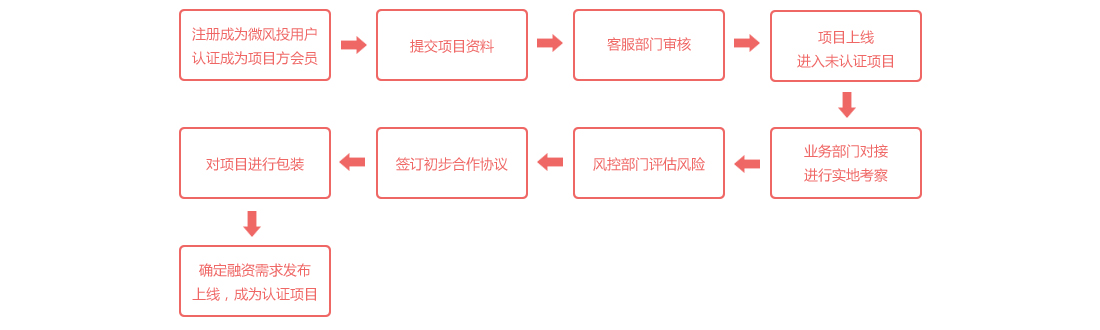 注册成为微风投用户
认证成为项目方会员
提交项目资料
客服部门审核
项目上线
进入未认证项目
业务部门对接
进行实地考察
风控部门评估风险
签订初步合作协议
对项目进行包装
确定融资需求发布
上线，成为认证项目